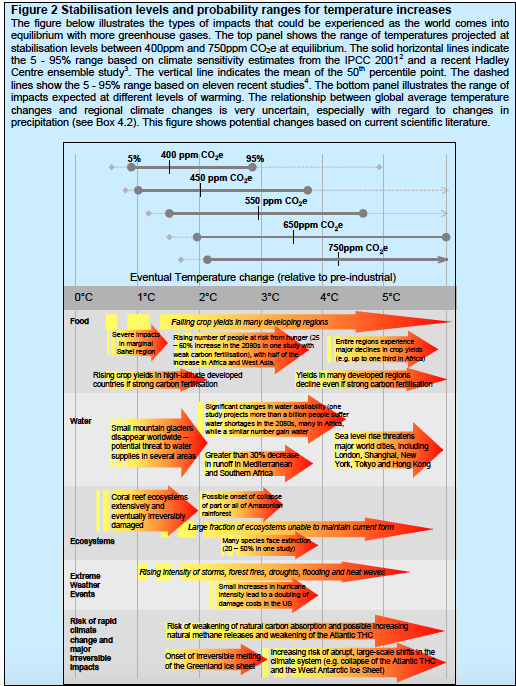 Figure 2 Stabilisation levels and probability ranges for temperature increases
The figure below illustrates the types of impacts that could be experienced as the world comes into
equilibrium with more greenhouse gases. The top panel shows the range of temperatures projected at
stabilisation levels between 400ppm and 750ppm CO₂e at equilibrium. The solid horizontal lines indicate
the 5 - 95% range based on climate sensitivity estimates from the IPCC 2001² and a recent Hadley
Centre ensemble study³. The vertical line indicates the mean of the 50th percentile point. The dashed
lines show the 5 - 95% range based on eleven recent studies⁴. The bottom panel illustrates the range of
impacts expected at different levels of warming. The relationship between global average temperature
changes and regional climate changes is very uncertain, especially with regard to changes in
precipitation (see Box 4.2). This figure shows potential changes based on current scientific literature.
5%
400 ppm CO₂e
95%
450 ppm CO₂e
550 ppm CO₂e
650ppm CO₂e
750ppm CO₂e
Eventual Temperature change (relative to pre-industrial)
0°C 1°C 2°C 3°C 4°C 5°C
Food
Falling crop yields in many developing regions
Severe impacts
in marginal
Sahel region
Rising number of people at risk from hunger (25
– 60% increase in the 2080s in one study with
weak carbon fertilisation), with half of the
increase in Africa and West Asia.
Entire regions experience
major declines in crop yields
(e.g. up to one third in Africa)
Rising crop yields in high-latitude developed
countries if strong carbon fertilisation
Yields in many developed regions
decline even if strong carbon fertilisation
Water
Small mountain glaciers
disappear worldwide –
potential threat to water
supplies in several areas
Significant changes in water availability (one
study projects more than a billion people suffer
water shortages in the 2080s, many in Africa,
while a similar number gain water
Greater than 30% decrease
in runoff in Mediterranean
and Southern Africa
Sea level rise threatens
major world cities, including
London, Shanghai, New
York, Tokyo and Hong Kong
Ecosystems
Coral reef ecosystems
extensively and
eventually irreversibly
damaged
Possible onset of collapse
of part or all of Amazonian
rainforest
Large fraction of ecosystems unable to maintain current form
Many species face extinction
(20 – 50% in one study)
Extreme
Weather
Events
Rising intensity of storms, forest fires, droughts, flooding and heat waves
Small increases in hurricane
intensity lead to a doubling of
damage costs in the US
Risk of rapid
climate
change and
major
irreversible
impacts
Risk of weakening of natural carbon absorption and possible increasing
natural methane releases and weakening of the Atlantic THC
Onset of irreversible melting
of the Greenland ice sheet
Increasing risk of abrupt, large-scale shifts in the
climate system (e.g. collapse of the Atlantic THC
and the West Antarctic Ice Sheet)